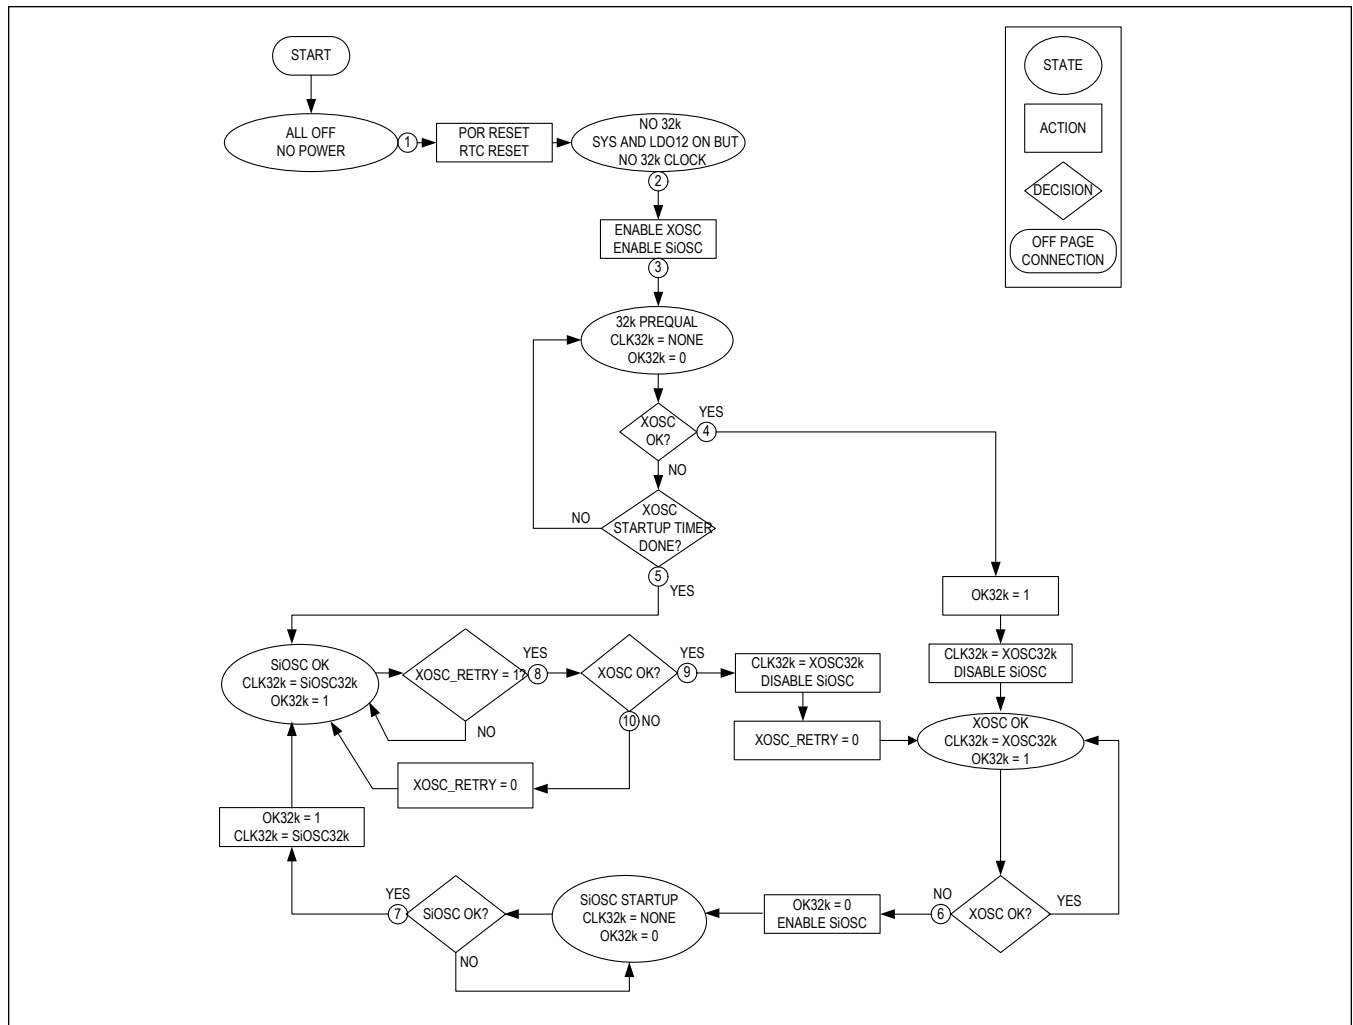 START
STATE
ACTION
DECISION
OFF PAGE
CONNECTION
ALL OFF
NO POWER
1
POR RESET
RTC RESET
NO 32k
SYS AND LDO12 ON BUT
NO 32k CLOCK
2
ENABLE XOSC
ENABLE SiOSC
3
32k PREQUAL
CLK32k = NONE
OK32k = 0
XOSC
OK?
YES
4
NO
XOSC
STARTUP TIMER
DONE?
NO
5
YES
OK32k = 1
CLK32k = XOSC32k
DISABLE SiOSC
SiOSC OK
CLK32k = SiOSC32k
OK32k = 1
XOSC_RETRY = 1?
YES
8
NO
XOSC OK?
YES
9
10
NO
CLK32k = XOSC32k
DISABLE SiOSC
XOSC_RETRY = 0
XOSC OK
CLK32k = XOSC32k
OK32k = 1
XOSC_RETRY = 0
OK32k = 1
CLK32k = SiOSC32k
YES
7
SiOSC OK?
NO
SiOSC STARTUP
CLK32k = NONE
OK32k = 0
OK32k = 0
ENABLE SiOSC
NO
6
XOSC OK?
YES